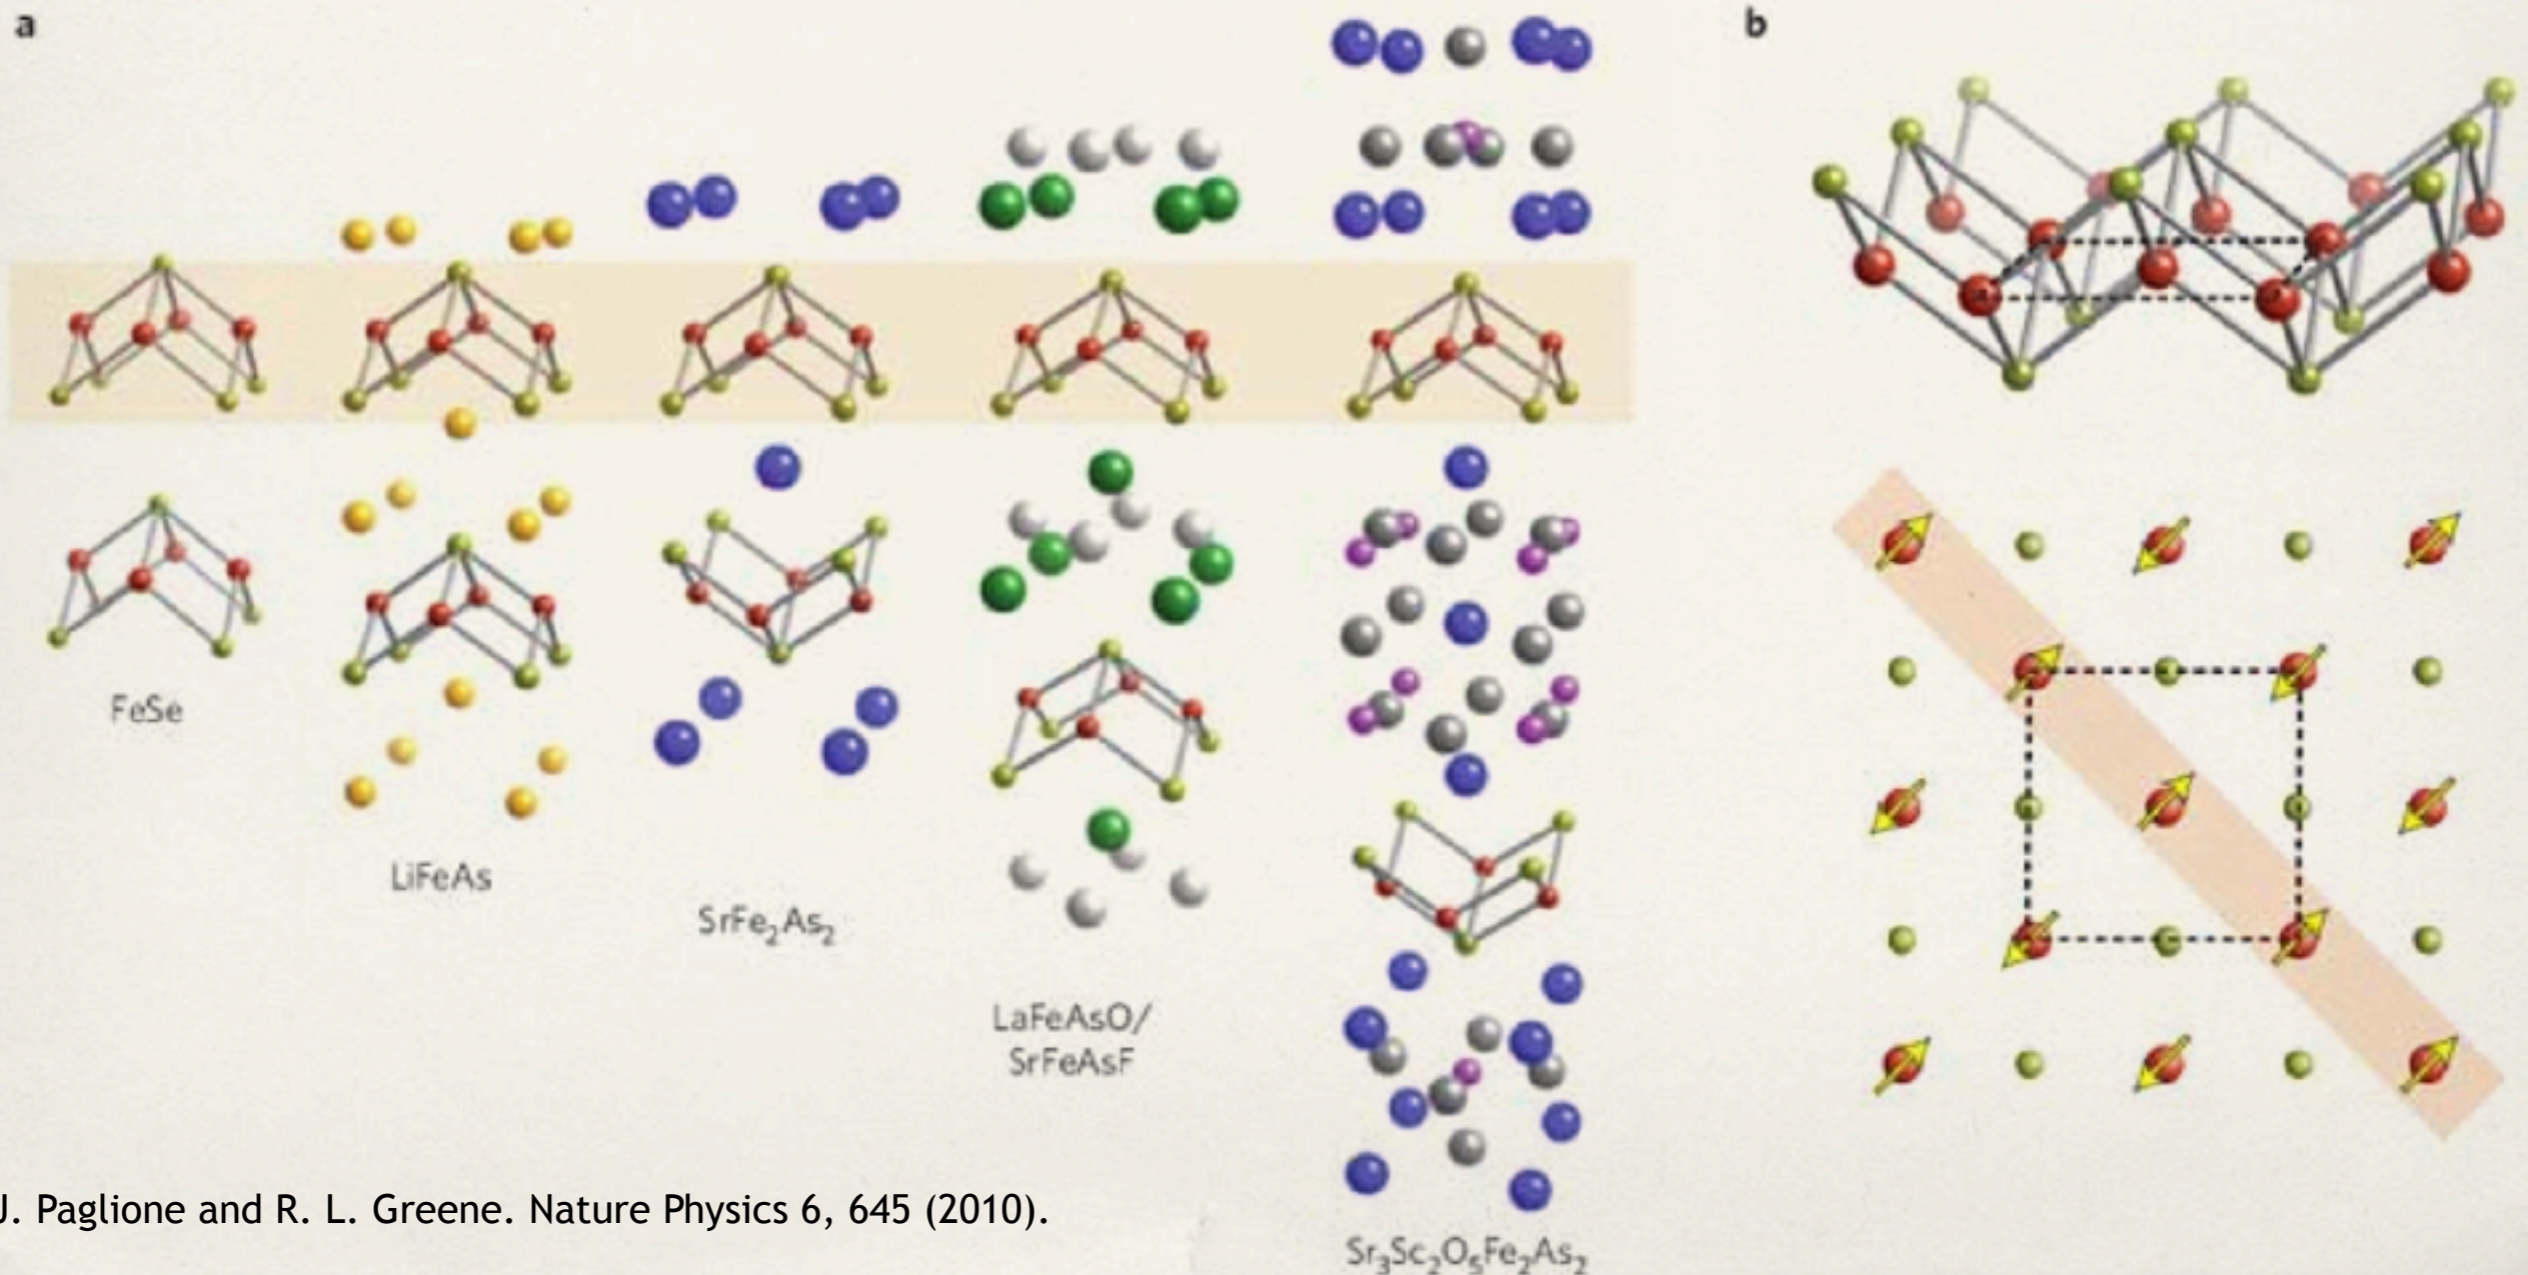 a
b
FeSe
LiFeAs
SrFe₂As₂
LaFeAsO/
SrFeAsF
Sr₃Sc₂O₅Fe₂As₂
J. Paglione and R. L. Greene. Nature Physics 6, 645 (2010).